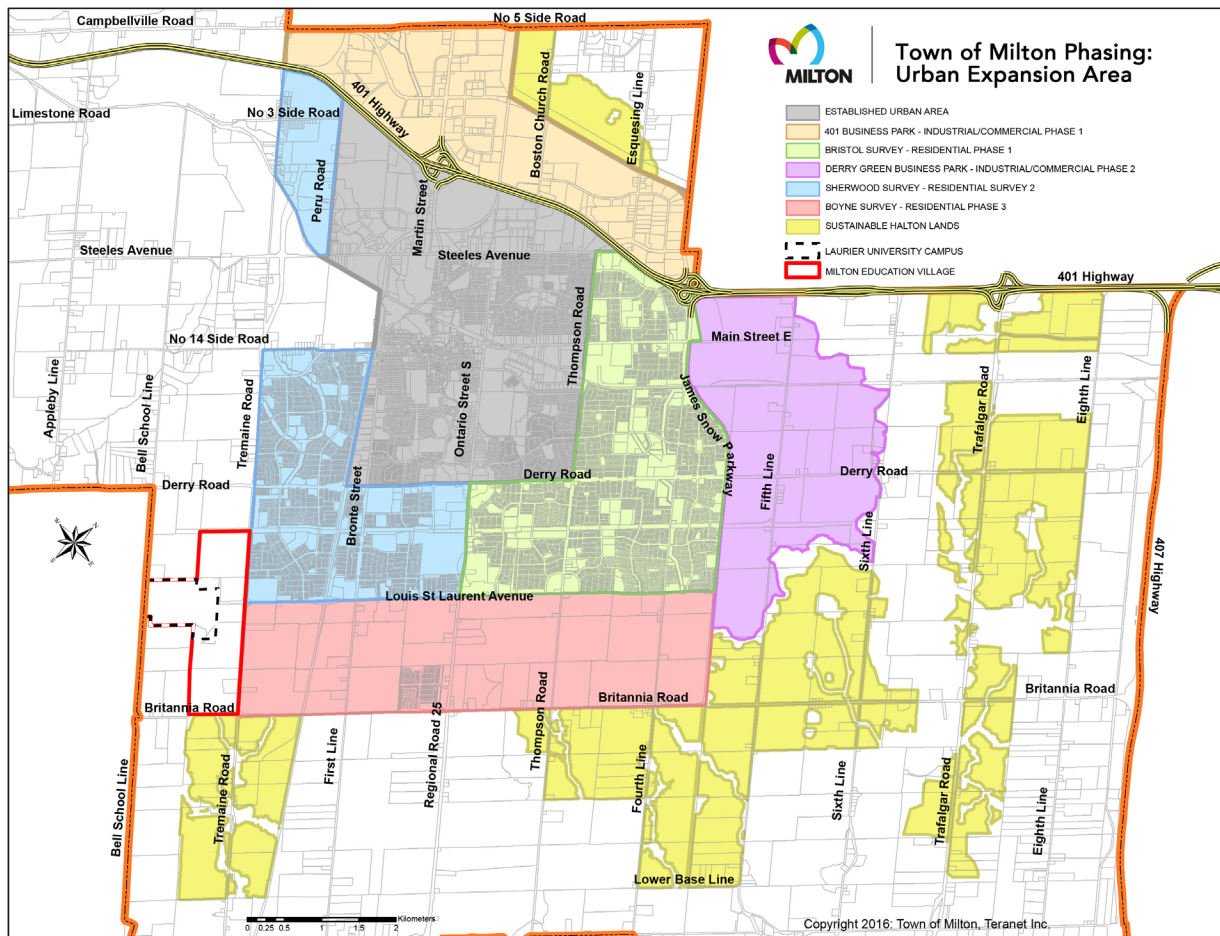 Campbellville Road
No 5 Side Road
MILTON
Town of Milton Phasing:
Urban Expansion Area
401 Highway
Boston Church Road
Esquesing Line
Limestone Road
No 3 Side Road
Peru Road
Martin Street
ESTABLISHED URBAN AREA
401 BUSINESS PARK - INDUSTRIAL/COMMERCIAL PHASE 1
BRISTOL SURVEY - RESIDENTIAL PHASE 1
DERRY GREEN BUSINESS PARK - INDUSTRIAL/COMMERCIAL PHASE 2
SHERWOOD SURVEY - RESIDENTIAL SURVEY 2
BOYNE SURVEY - RESIDENTIAL PHASE 3
SUSTAINABLE HALTON LANDS
LAURIER UNIVERSITY CAMPUS
MILTON EDUCATION VILLAGE
Steeles Avenue
Steeles Avenue
401 Highway
No 14 Side Road
Thompson Road
Main Street E
Appleby Line
Bell School Line
Tremaine Road
Ontario Street S
James Snow Parkway
Trafalgar Road
Eighth Line
Derry Road
Bronte Street
Derry Road
Fifth Line
Derry Road
Sixth Line
407 Highway
W
N
S
E
Louis St Laurent Avenue
Britannia Road
Britannia Road
Britannia Road
Bell School Line
Tremaine Road
First Line
Regional Road 25
Thompson Road
Fourth Line
Sixth Line
Trafalgar Road
Eighth Line
Lower Base Line
Kilometers
0 0.25 0.5 1 1.5 2
Copyright 2016: Town of Milton, Teranet Inc.